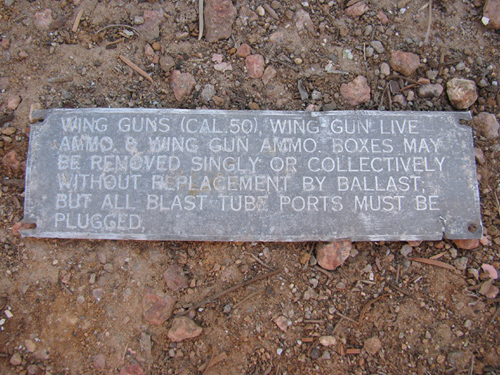 WING GUNS (CAL.50), WING GUN LIVE
AMMO. & WING GUN AMMO. BOXES MAY
BE REMOVED SINGLY OR COLLECTIVELY
WITHOUT REPLACEMENT BY BALLAST,
BUT ALL BLAST TUBE PORTS MUST BE
PLUGGED.